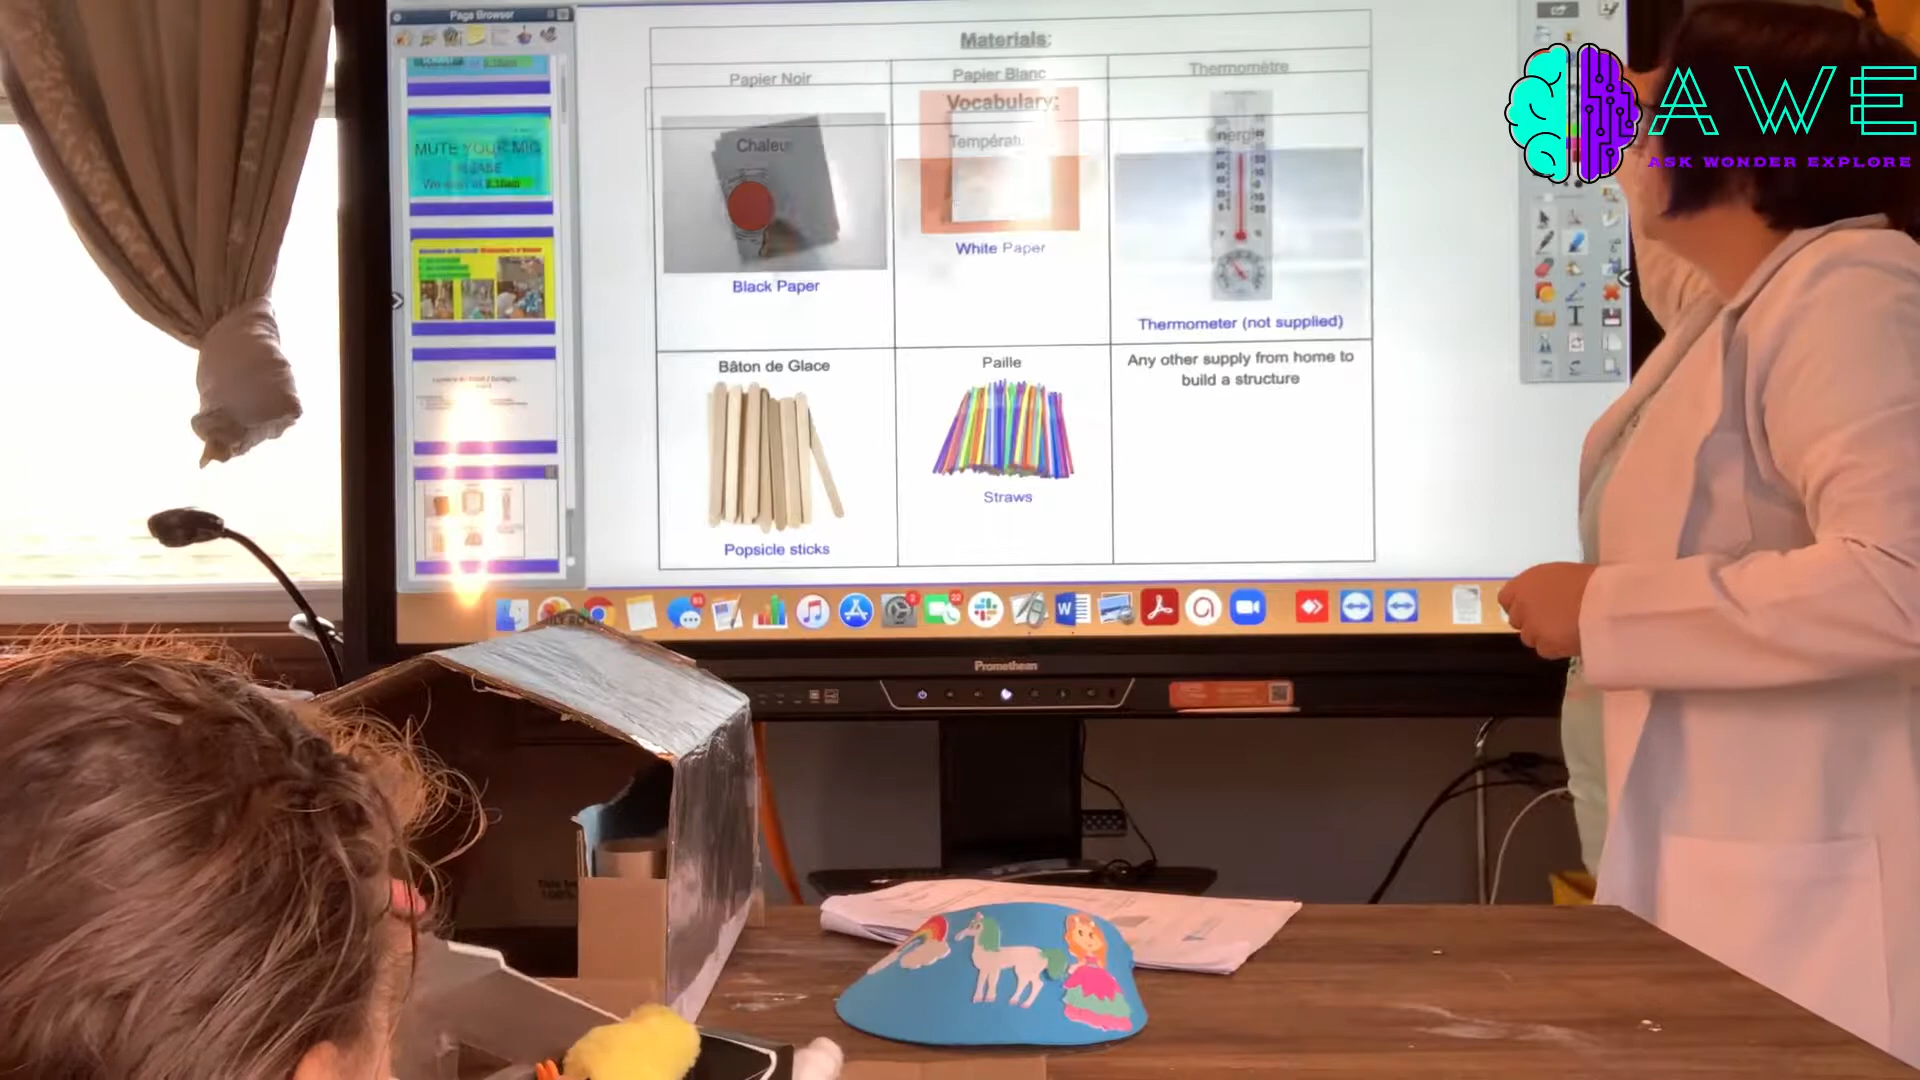 Page Browser
Materials:
Papier Noir
Papier Blanc
Thermomètre
Vocabulary:
Chaleur
MUTE YOUR MIC
PLEASE
Black Paper
White Paper
Thermometer (not supplied)
Bâton de Glace
Paille
Any other supply from home to
build a structure
Popsicle sticks
Straws
Promethean
AWE
ASK WONDER EXPLORE